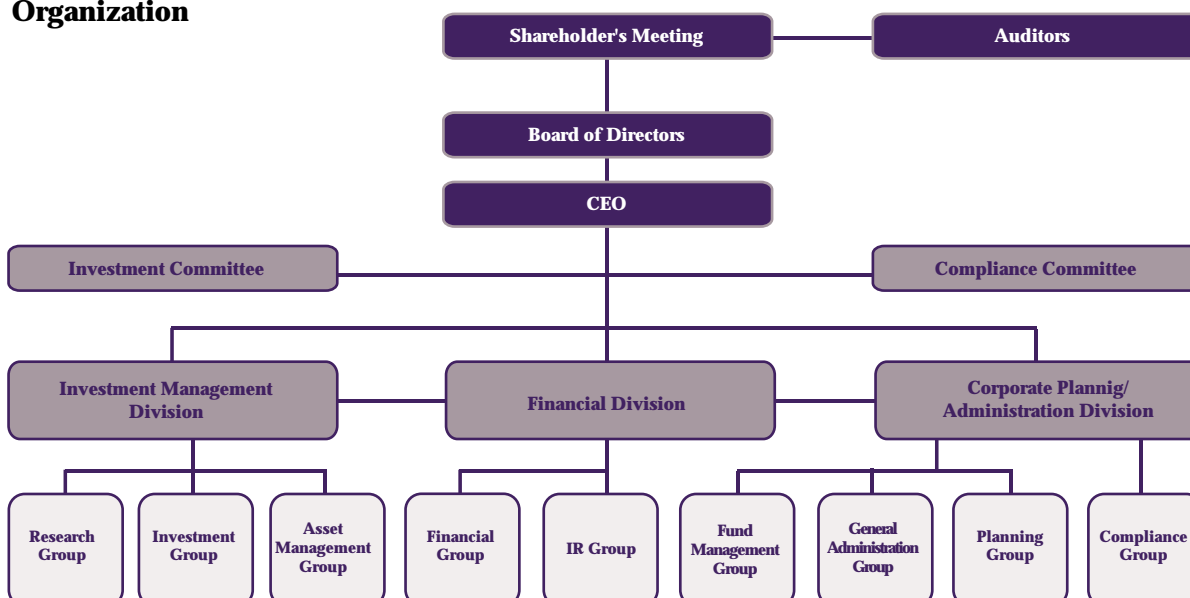 Organization
Shareholder's Meeting
Auditors
Board of Directors
CEO
Investment Committee
Compliance Committee
Investment Management
Division
Financial Division
Corporate Plannig/
Administration Division
Research
Group
Investment
Group
Asset
Management
Group
Financial
Group
IR Group
Fund
Management
Group
General
Administration
Group
Planning
Group
Compliance
Group